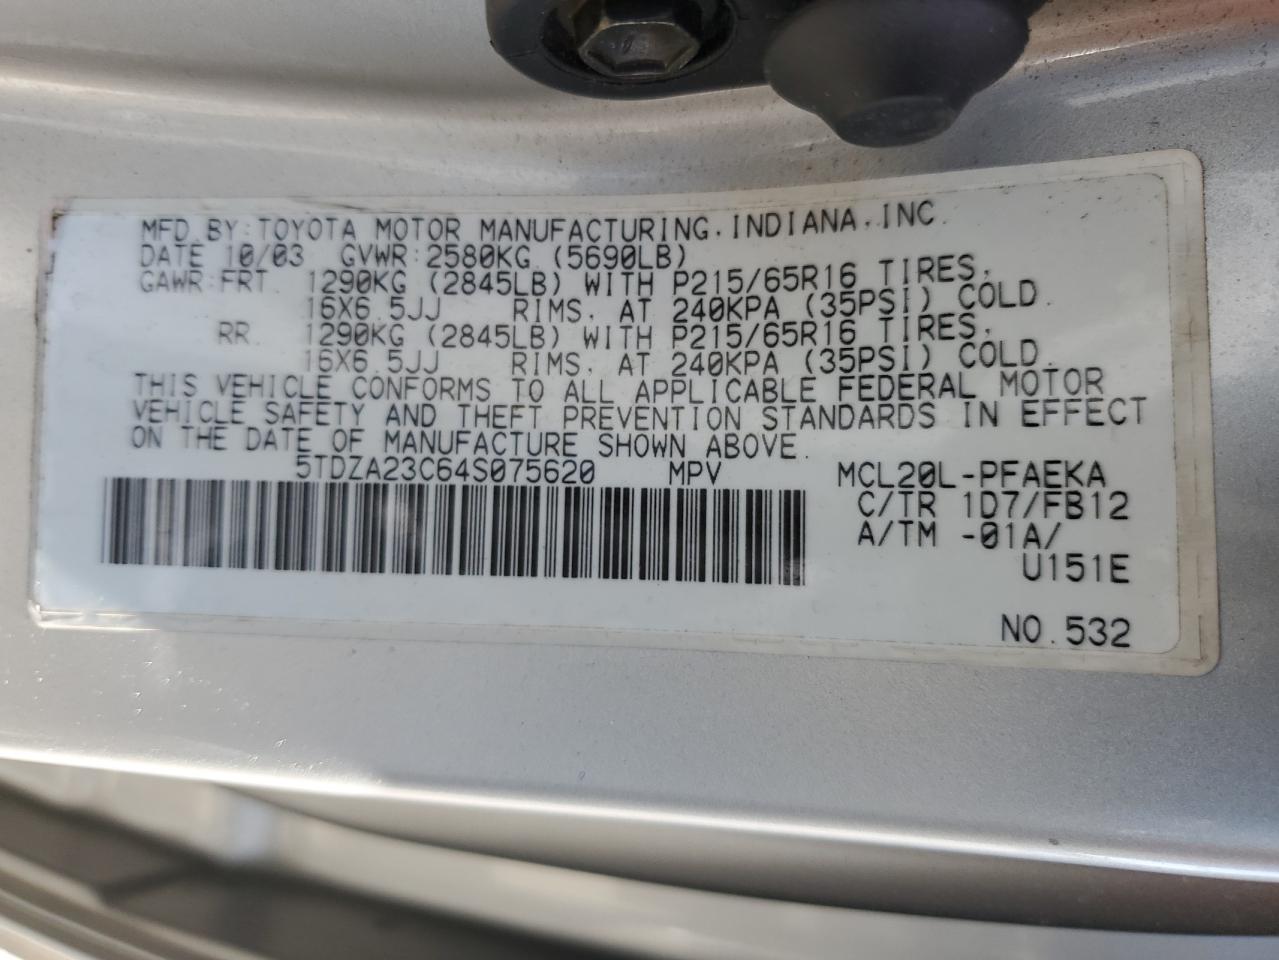 MFD. BY: TOYOTA MOTOR MANUFACTURING, INDIANA, INC.
DATE 10/03 GVWR: 2580KG (5690LB)
GAWR: FRT. 1290KG (2845LB) WITH P215/65R16 TIRES,
16X6.5JJ RIMS, AT 240KPA (35PSI) COLD.
RR. 1290KG (2845LB) WITH P215/65R16 TIRES,
16X6.5JJ RIMS, AT 240KPA (35PSI) COLD.
THIS VEHICLE CONFORMS TO ALL APPLICABLE FEDERAL MOTOR
VEHICLE SAFETY AND THEFT PREVENTION STANDARDS IN EFFECT
ON THE DATE OF MANUFACTURE SHOWN ABOVE.
5TDZA23C64S075620 MPV MCL20L-PFAEKA
C/TR 1D7/FB12
A/TM -01A/
U151E
NO.532